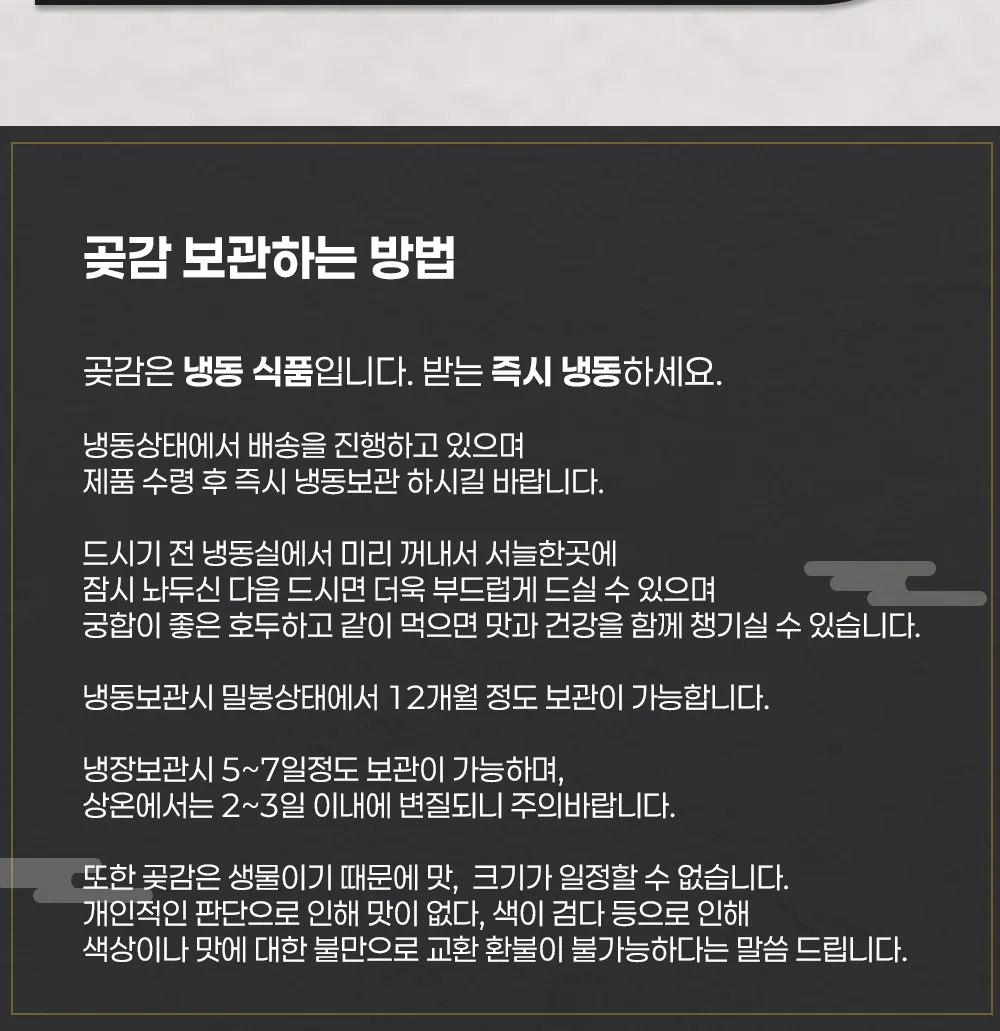 곶감 보관하는 방법
곶감은 냉동 식품입니다. 받는 즉시 냉동하세요.
냉동상태에서 배송을 진행하고 있으며
제품 수령 후 즉시 냉동보관 하시길 바랍니다.
드시기 전 냉동실에서 미리 꺼내서 서늘한곳에
잠시 놔두신 다음 드시면 더욱 부드럽게 드실 수 있으며
궁합이 좋은 호두하고 같이 먹으면 맛과 건강을 함께 챙기실 수 있습니다.
냉동보관시 밀봉상태에서 12개월 정도 보관이 가능합니다.
냉장보관시 5~7일정도 보관이 가능하며,
상온에서는 2~3일 이내에 변질되니 주의바랍니다.
또한 곶감은 생물이기 때문에 맛, 크기가 일정할 수 없습니다.
개인적인 판단으로 인해 맛이 없다, 색이 검다 등으로 인해
색상이나 맛에 대한 불만으로 교환 환불이 불가능하다는 말씀 드립니다.